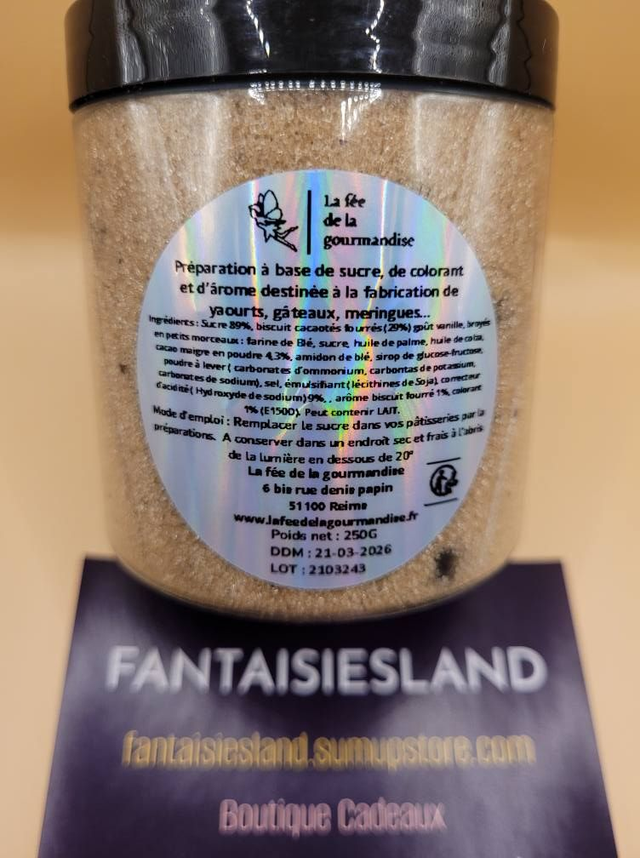 La fée
de la
gourmandise
Préparation à base de sucre, de colorant
et d'ârome destinée à la fabrication de
yaourts, gâteaux, meringues...
Ingrédients : Sucre 89%, biscuit cacaotés fourrés (29%) goût vanille, broyés
en petits morceaux : farine de Blé, sucre, huile de palme, huile de colza,
cacao maigre en poudre 4,3%, amidon de blé, sirop de glucose-fructose,
poudre à lever ( carbonates d'ommonium, carbontas de potassium,
carbonates de sodium), sel, émulsifiant (lécithines de Soja), correcteur
d'acidité ( Hydroxyde de sodium) 9%, , arôme biscuit fourré 1%, colorant
1% (E150D). Peut contenir LAIT.
Mode d'emploi : Remplacer le sucre dans vos pâtisseries par la
préparations. A conserver dans un endroit sec et frais à l'abris
de la lumière en dessous de 20°
La fée de la gourmandise
6 bis rue denis papin
51100 Reims
www.lafeedelagourmandise.fr
Poids net : 250G
DDM : 21-03-2026
LOT : 2103243
FANTAISIESLAND
fantaisiesland.sumupstore.com
Boutique Cadeaux